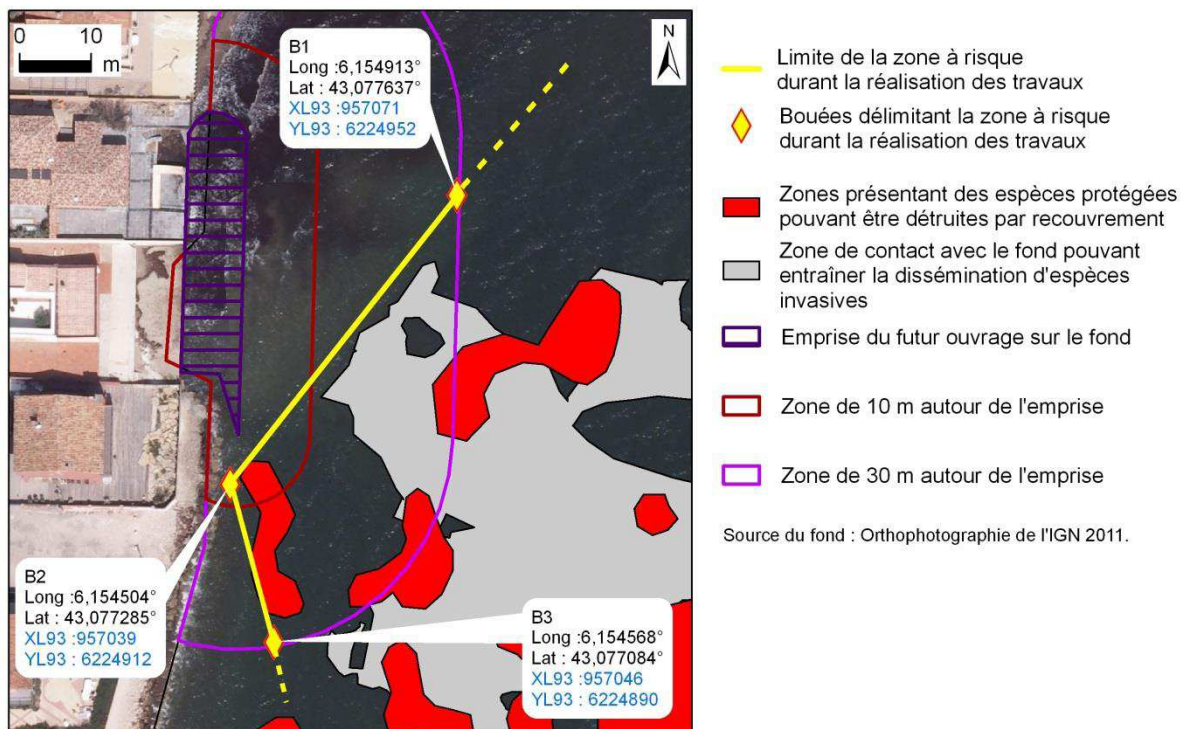 0 10
m
N
B1
Long :6,154913°
Lat : 43,077637°
XL93 :957071
YL93 : 6224952
B2
Long :6,154504°
Lat : 43,077285°
XL93 :957039
YL93 : 6224912
B3
Long :6,154568°
Lat : 43,077084°
XL93 :957046
YL93 : 6224890
Limite de la zone à risque
durant la réalisation des travaux
Bouées délimitant la zone à risque
durant la réalisation des travaux
Zones présentant des espèces protégées
pouvant être détruites par recouvrement
Zone de contact avec le fond pouvant
entraîner la dissémination d'espèces
invasives
Emprise du futur ouvrage sur le fond
Zone de 10 m autour de l'emprise
Zone de 30 m autour de l'emprise
Source du fond : Orthophotographie de l'IGN 2011.